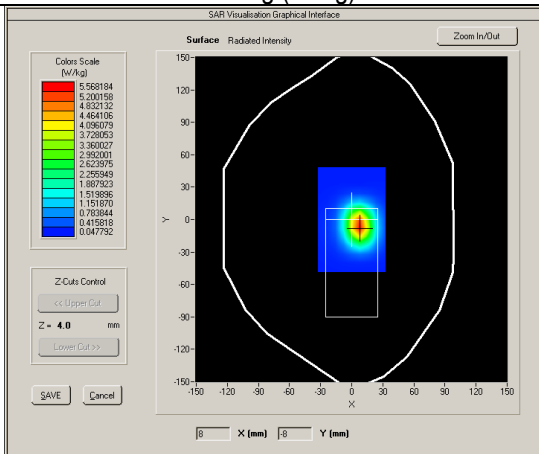 SAR Visualisation Graphical Interface
Surface Radiated Intensity
Zoom In/Out
Colors Scale
(W/kg)
5.568184
5.200158
4.832132
4.464106
4.096079
3.728053
3.360027
2.992001
2.623975
2.255949
1.887923
1.519896
1.151870
0.783844
0.415818
0.047792
Z-Cuts Control
<< Upper Cut
Z = 4.0 mm
Lower Cut >>
SAVE Cancel
150-
120-
90-
60-
30-
0-
-30-
-60-
-90-
-120-
-150-
Y
-150 -120 -90 -60 -30 0 30 60 90 120 150
X
8 X (mm) -8 Y (mm)